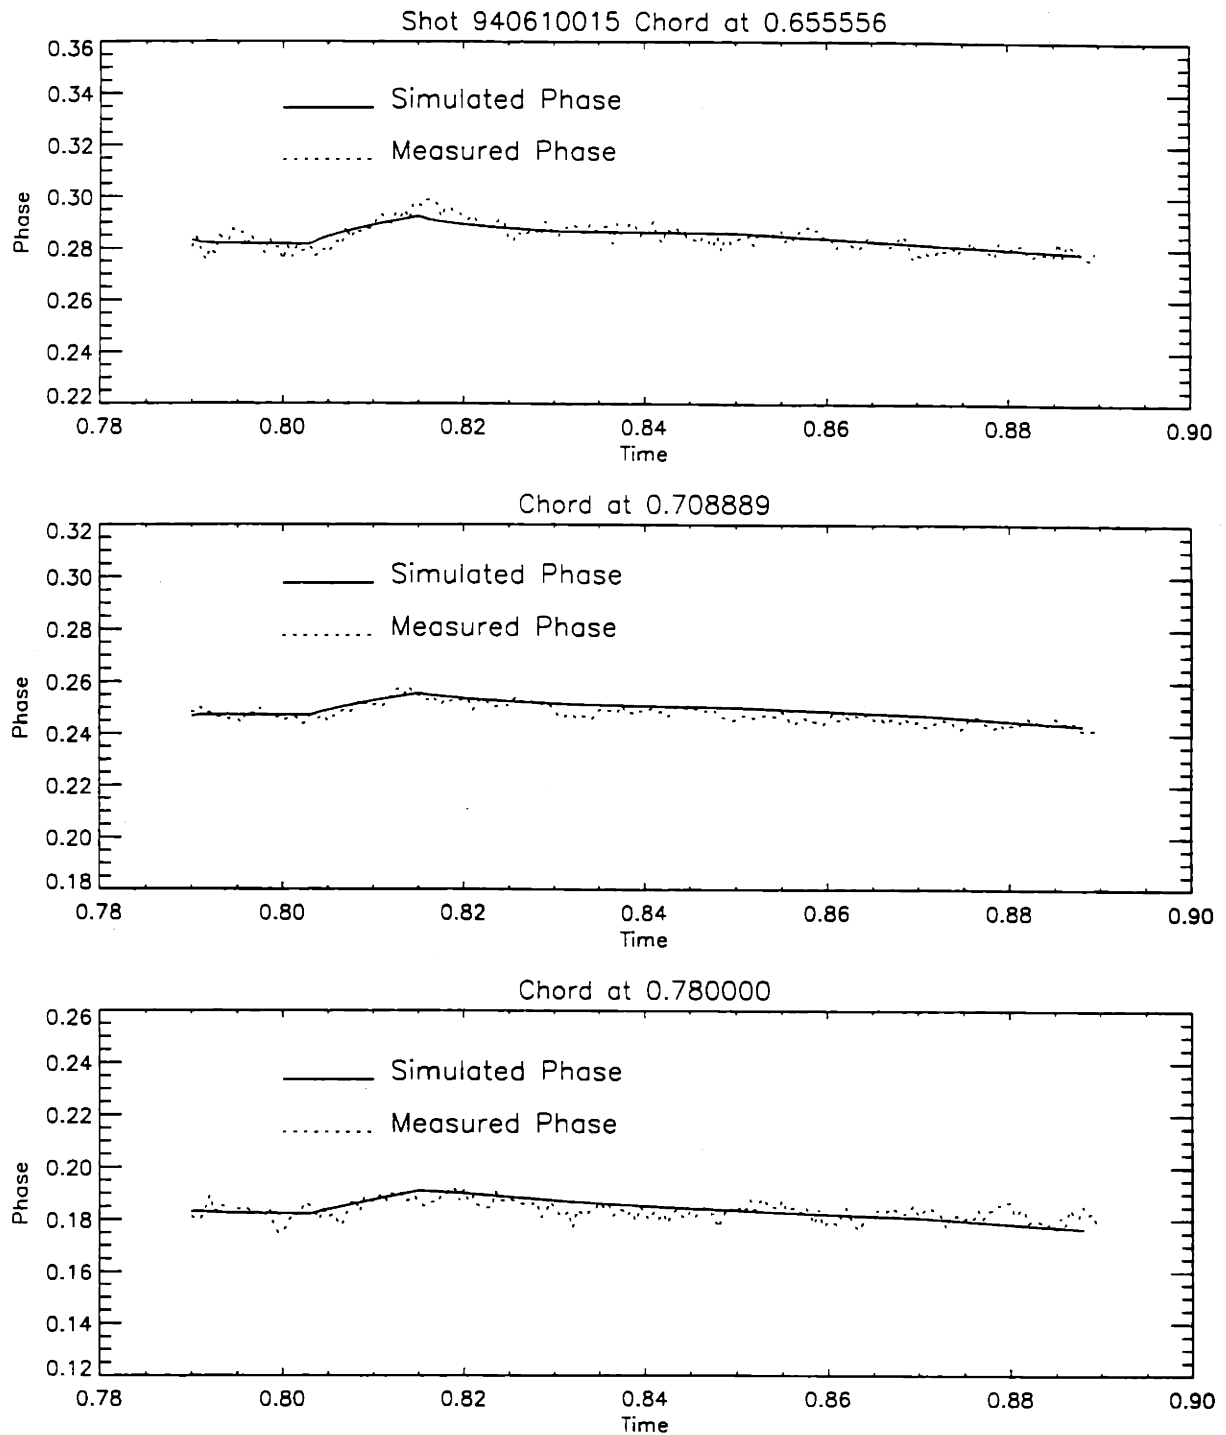 Shot 940610015 Chord at 0.655556
0.36
0.34
0.32
0.30
0.28
0.26
0.24
0.22
Phase
Simulated Phase
Measured Phase
0.78 0.80 0.82 0.84 0.86 0.88 0.90
Time
Chord at 0.708889
0.32
0.30
0.28
0.26
0.24
0.22
0.20
0.18
Phase
Simulated Phase
Measured Phase
0.78 0.80 0.82 0.84 0.86 0.88 0.90
Time
Chord at 0.780000
0.26
0.24
0.22
0.20
0.18
0.16
0.14
0.12
Phase
Simulated Phase
Measured Phase
0.78 0.80 0.82 0.84 0.86 0.88 0.90
Time